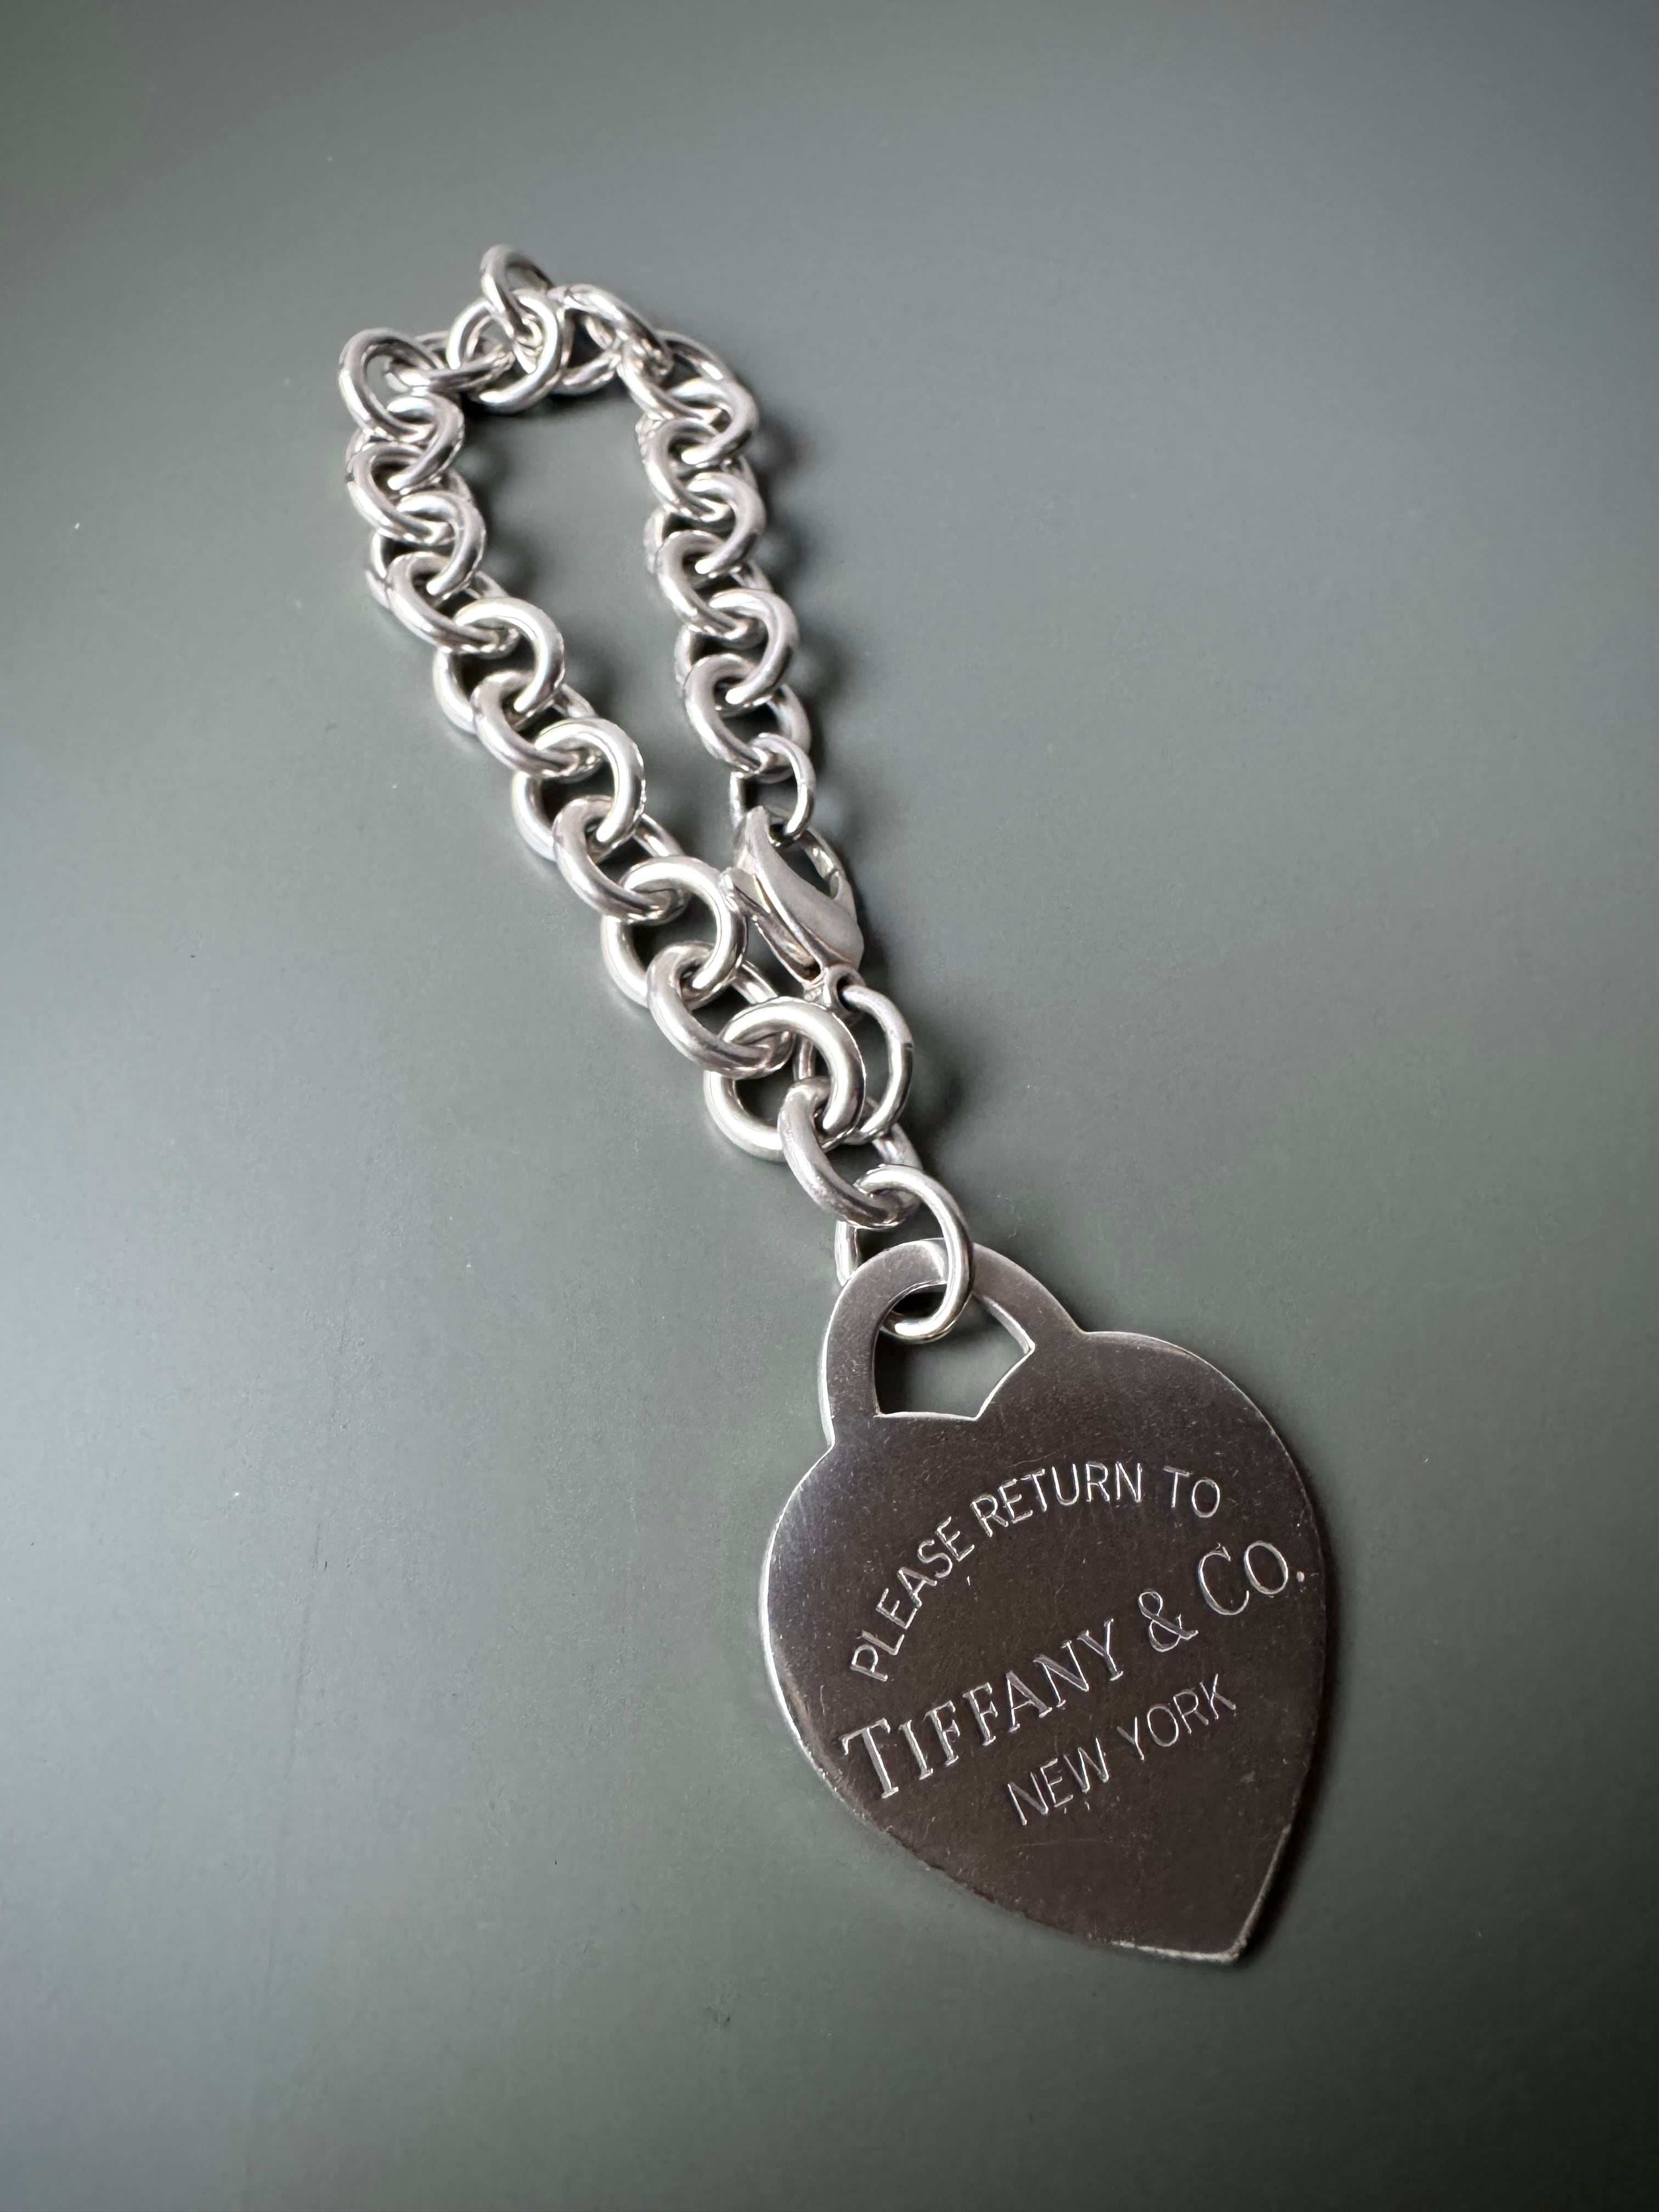 PLEASE RETURN TO
TIFFANY & CO.
NEW YORK